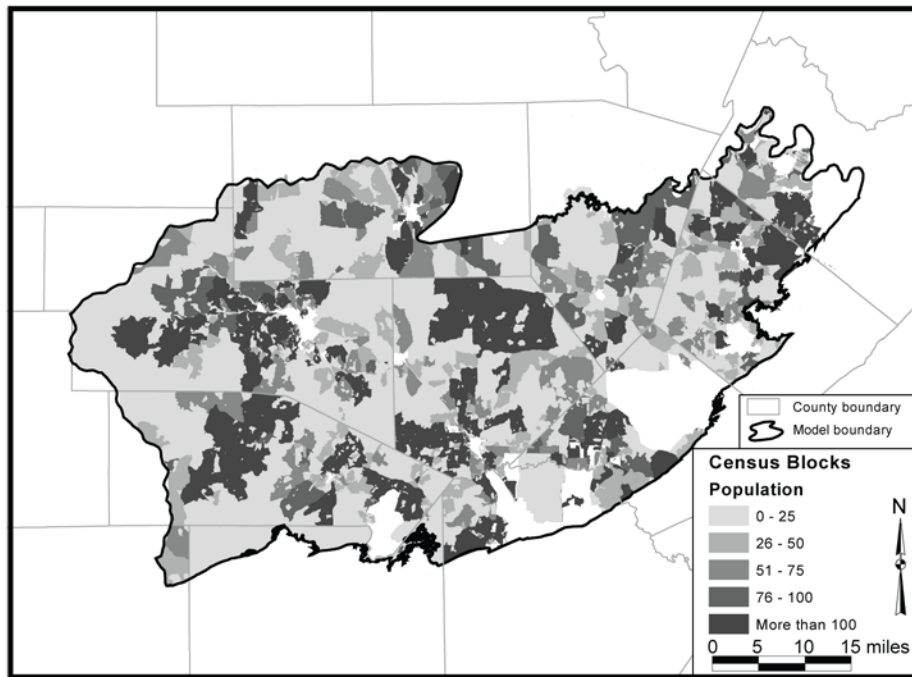 County boundary
Model boundary
Census Blocks
Population
0 - 25
26 - 50
51 - 75
76 - 100
More than 100
N
0 5 10 15 miles